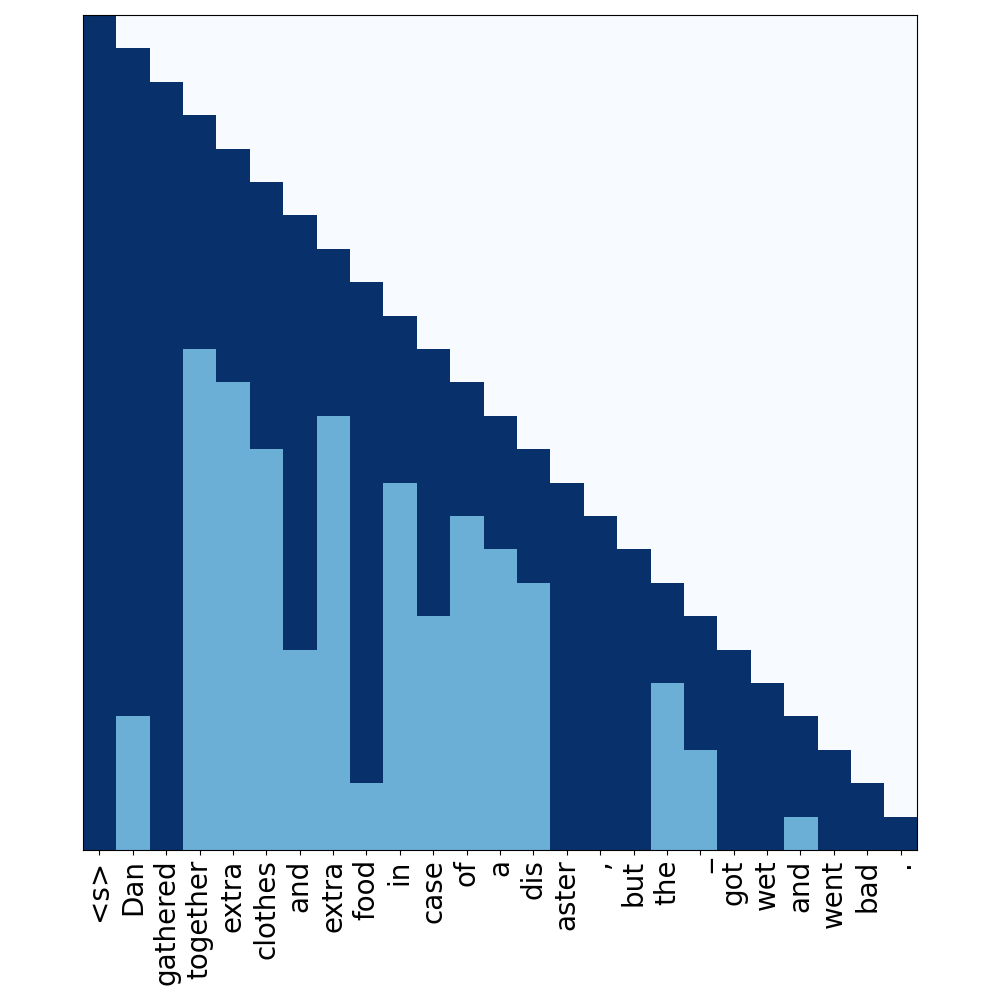 <s> Dan gathered together extra clothes and extra food in case of a dis aster , but the _ got wet and went bad .